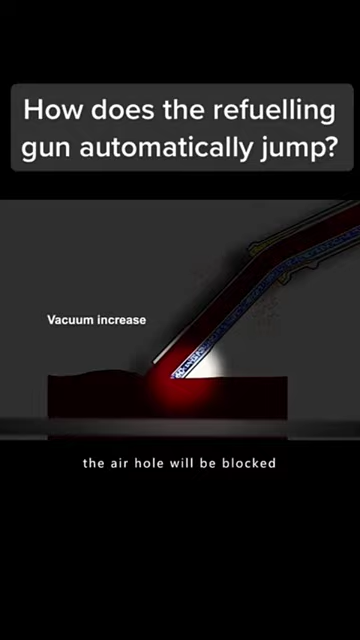 How does the refuelling
gun automatically jump?
Vacuum increase
the air hole will be blocked